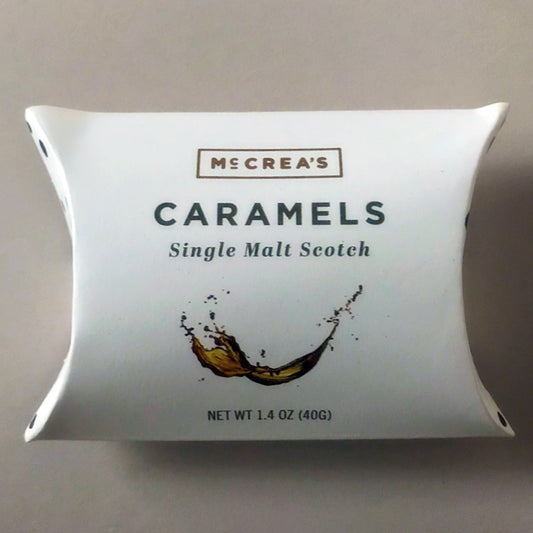 McCREA'S
CARAMELS
Single Malt Scotch
NET WT 1.4 OZ (40G)